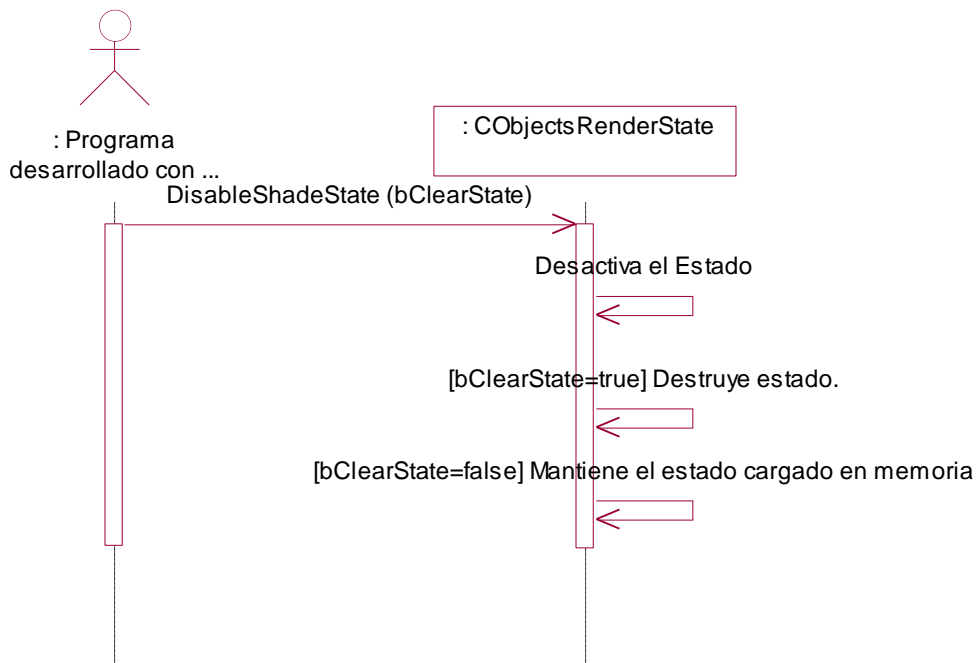 : Programa
desarrollado con ...
: CObjectsRenderState
DisableShadeState (bClearState)
Desactiva el Estado
[bClearState=true] Destruye estado.
[bClearState=false] Mantiene el estado cargado en memoria